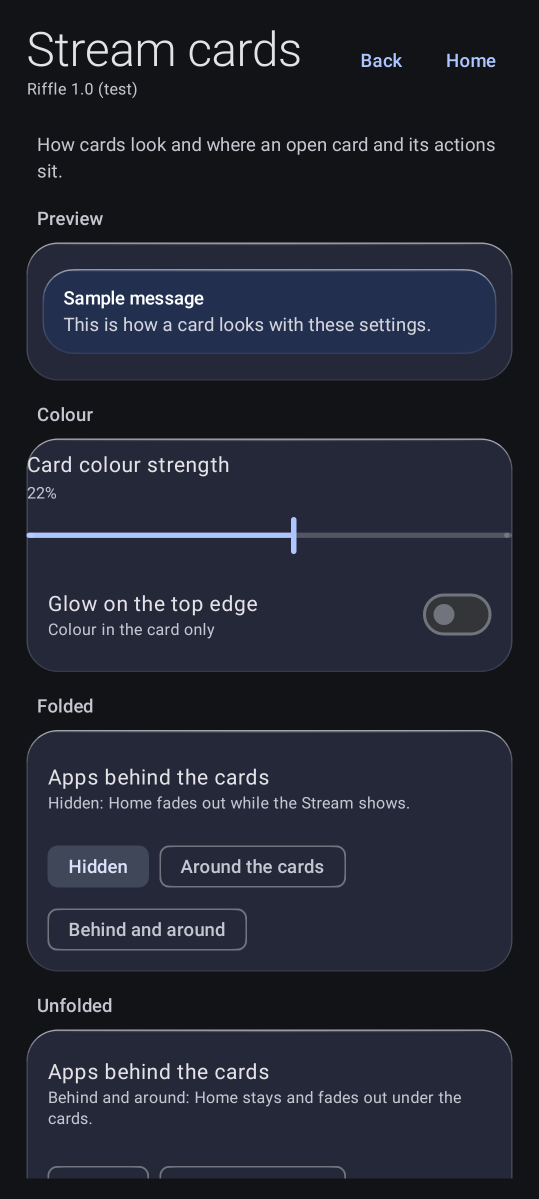 Stream cards
Back
Home
Riffle 1.0 (test)
How cards look and where an open card and its actions
sit.
Preview
Sample message
This is how a card looks with these settings.
Colour
Card colour strength
22%
Glow on the top edge
Colour in the card only
Folded
Apps behind the cards
Hidden: Home fades out while the Stream shows.
Hidden
Around the cards
Behind and around
Unfolded
Apps behind the cards
Behind and around: Home stays and fades out under the
cards.